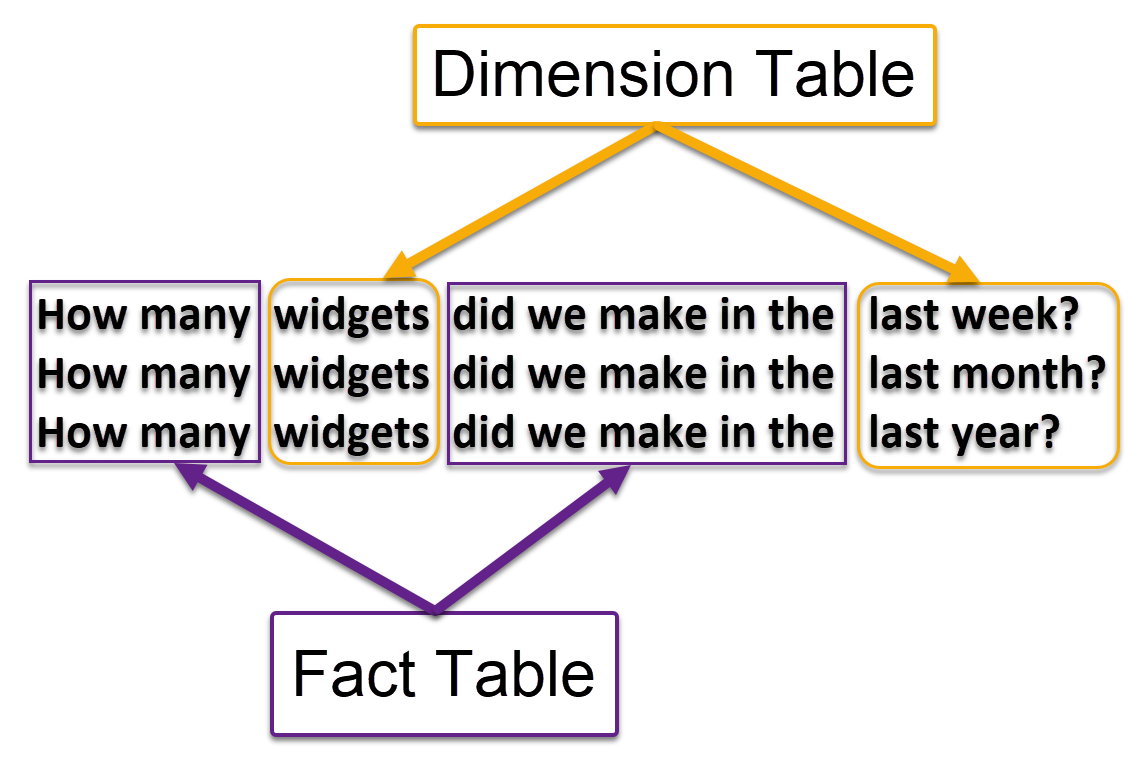 Dimension Table
How many widgets did we make in the last week?
How many widgets did we make in the last month?
How many widgets did we make in the last year?
Fact Table